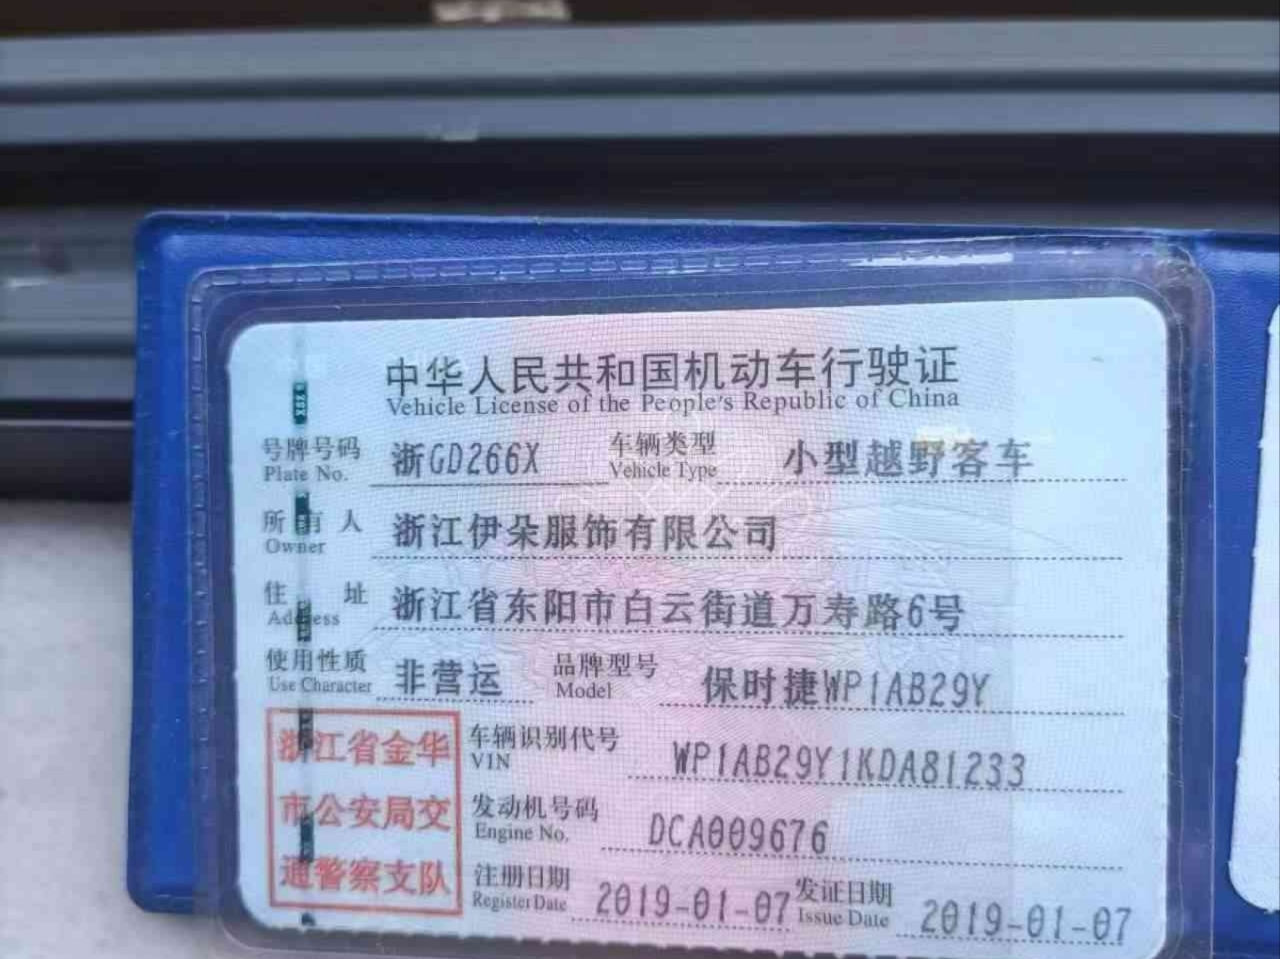 中华人民共和国机动车行驶证
Vehicle License of the People's Republic of China
号牌号码 浙GD266X 车辆类型 小型越野客车
Plate No. Vehicle Type
所有人 浙江伊朵服饰有限公司
Owner
住址 浙江省东阳市白云街道万寿路6号
Address
使用性质 非营运 品牌型号 保时捷WP1AB29Y
Use Character Model
浙江省金华
市公安局交
通警察支队
车辆识别代号 WP1AB29Y1KDA81233
VIN
发动机号码 DCA009676
Engine No.
注册日期 2019-01-07 发证日期 2019-01-07
Register Date Issue Date